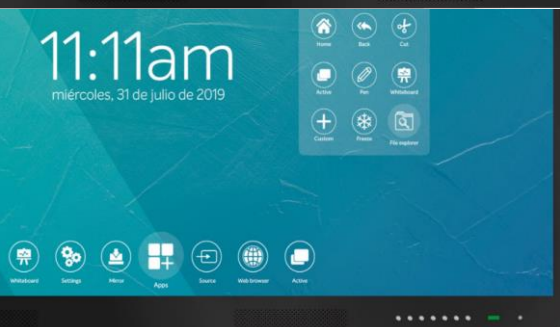 11:11am
miércoles, 31 de julio de 2019
Home Back Cut
Active Pen Whiteboard
Custom Freeze File explorer
Whiteboard Settings Mirror Apps Source Web browser Active